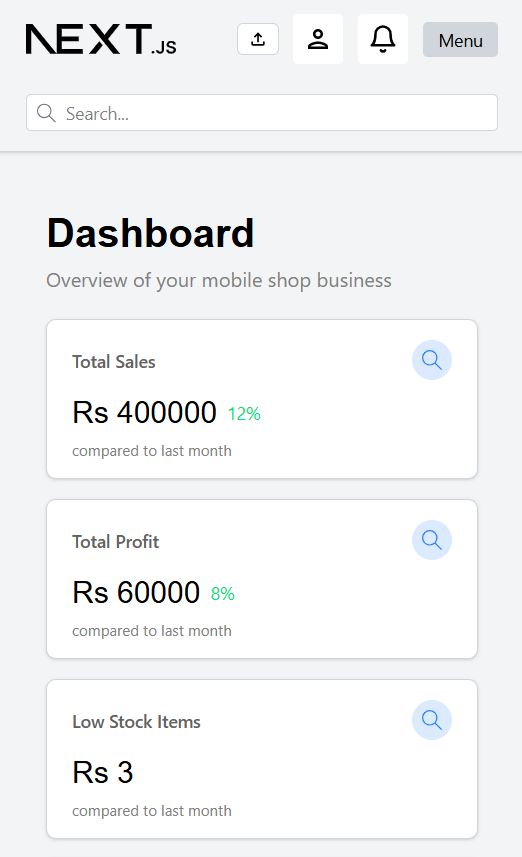 NEXT.JS
Menu
Search...
Dashboard
Overview of your mobile shop business
Total Sales
Rs 400000 12%
compared to last month
Total Profit
Rs 60000 8%
compared to last month
Low Stock Items
Rs 3
compared to last month